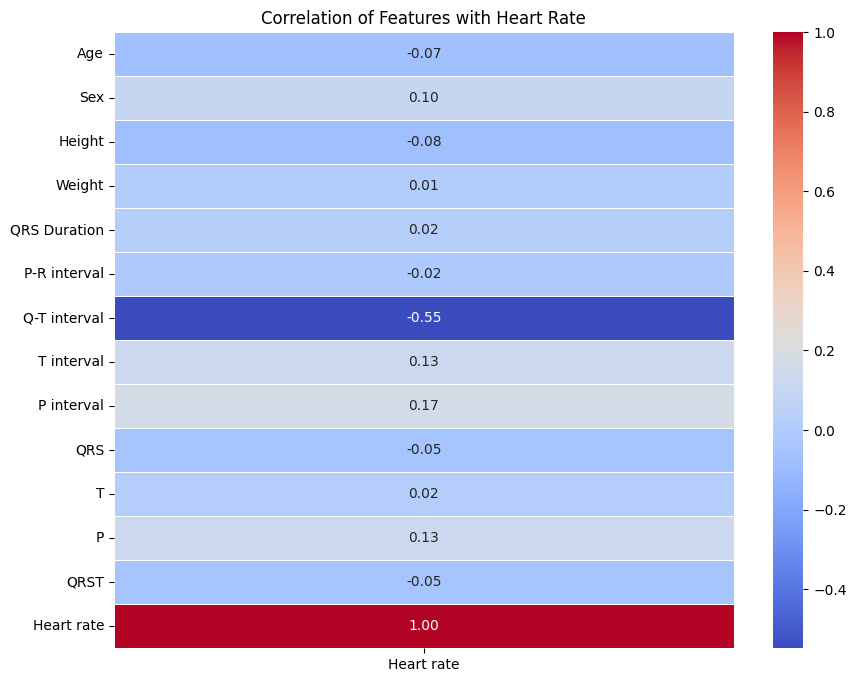 Correlation of Features with Heart Rate
Age -0.07
Sex 0.10
Height -0.08
Weight 0.01
QRS Duration 0.02
P-R interval -0.02
Q-T interval -0.55
T interval 0.13
P interval 0.17
QRS -0.05
T 0.02
P 0.13
QRST -0.05
Heart rate 1.00
Heart rate
1.0
0.8
0.6
0.4
0.2
0.0
−0.2
−0.4